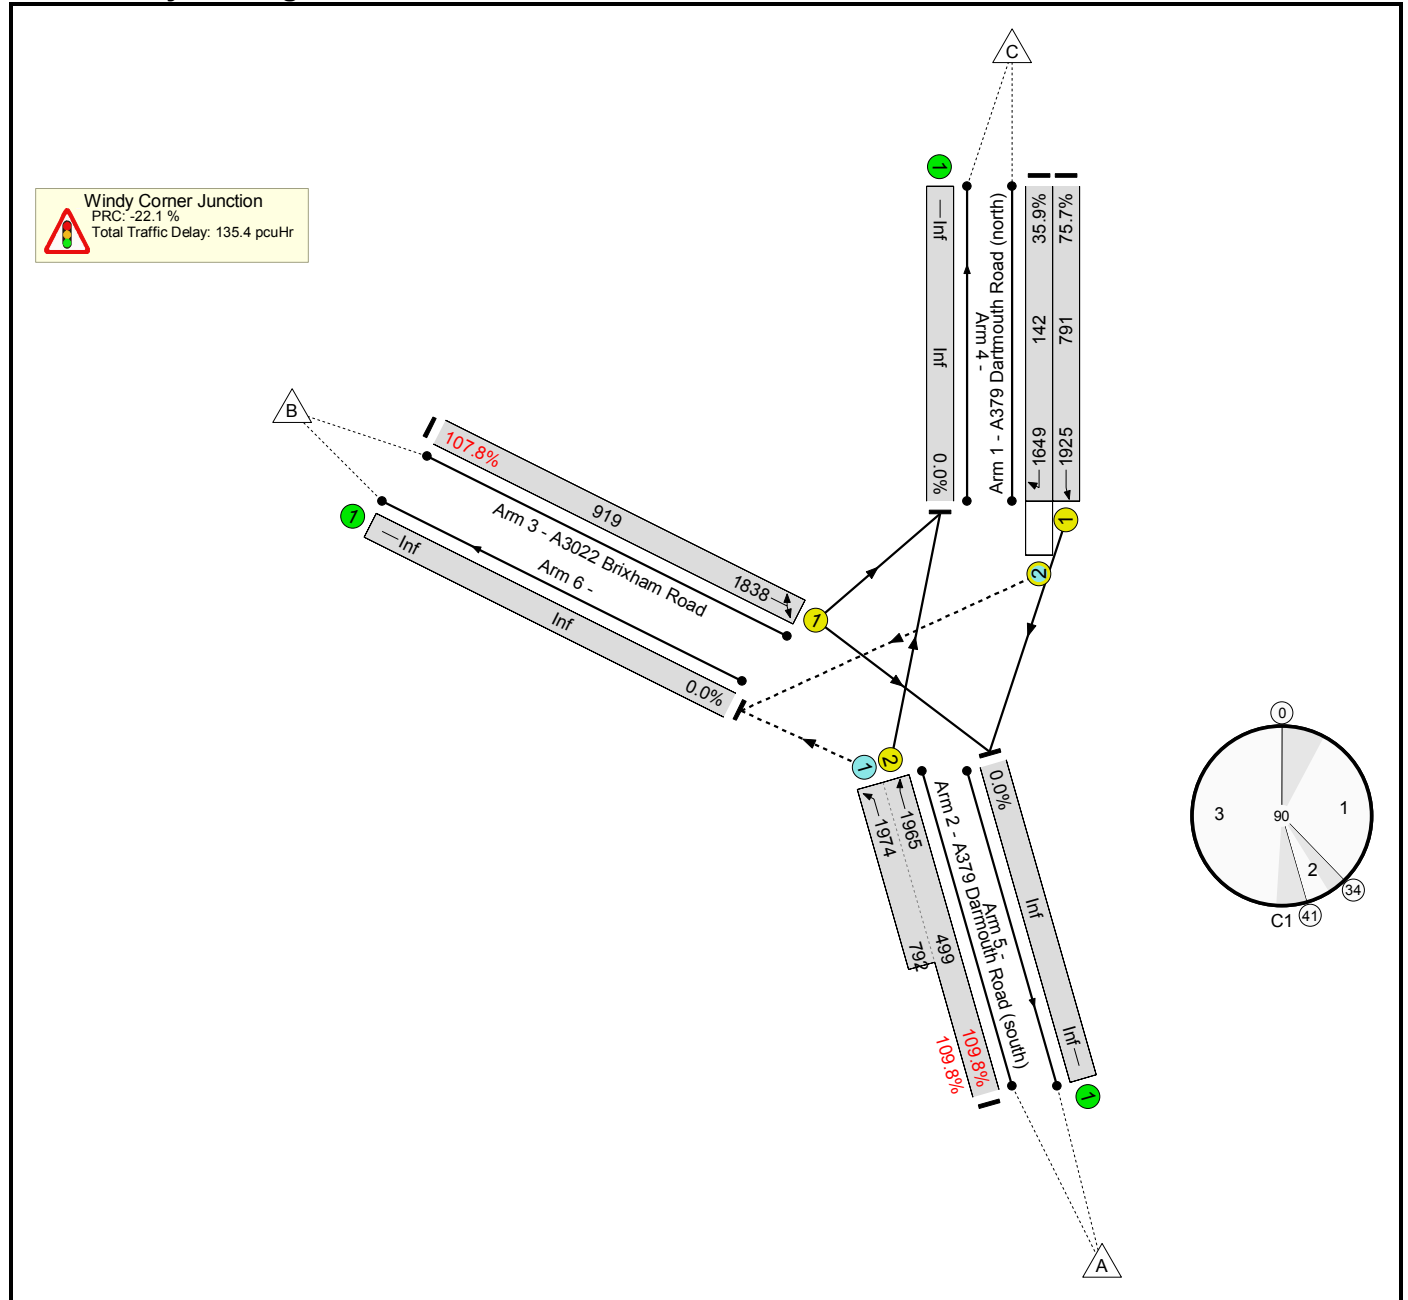 C
Windy Corner Junction
PRC: -22.1 %
Total Traffic Delay: 135.4 pcuHr
1
Inf
Inf
0.0%
Arm 4 -
Arm 1 - A379 Dartmouth Road (north)
35.9%
142
1649
75.7%
791
1925
1
2
B
107.8%
919
1838
1
Arm 3 - A3022 Brixham Road
Arm 6 -
1
Inf
Inf
0.0%
1
2
1974
1965
792
499
109.8%
109.8%
Arm 2 - A379 Darmouth Road (south)
Arm 5 -
0.0%
Inf
Inf
1
A
0
3
90
1
2
34
41
C1